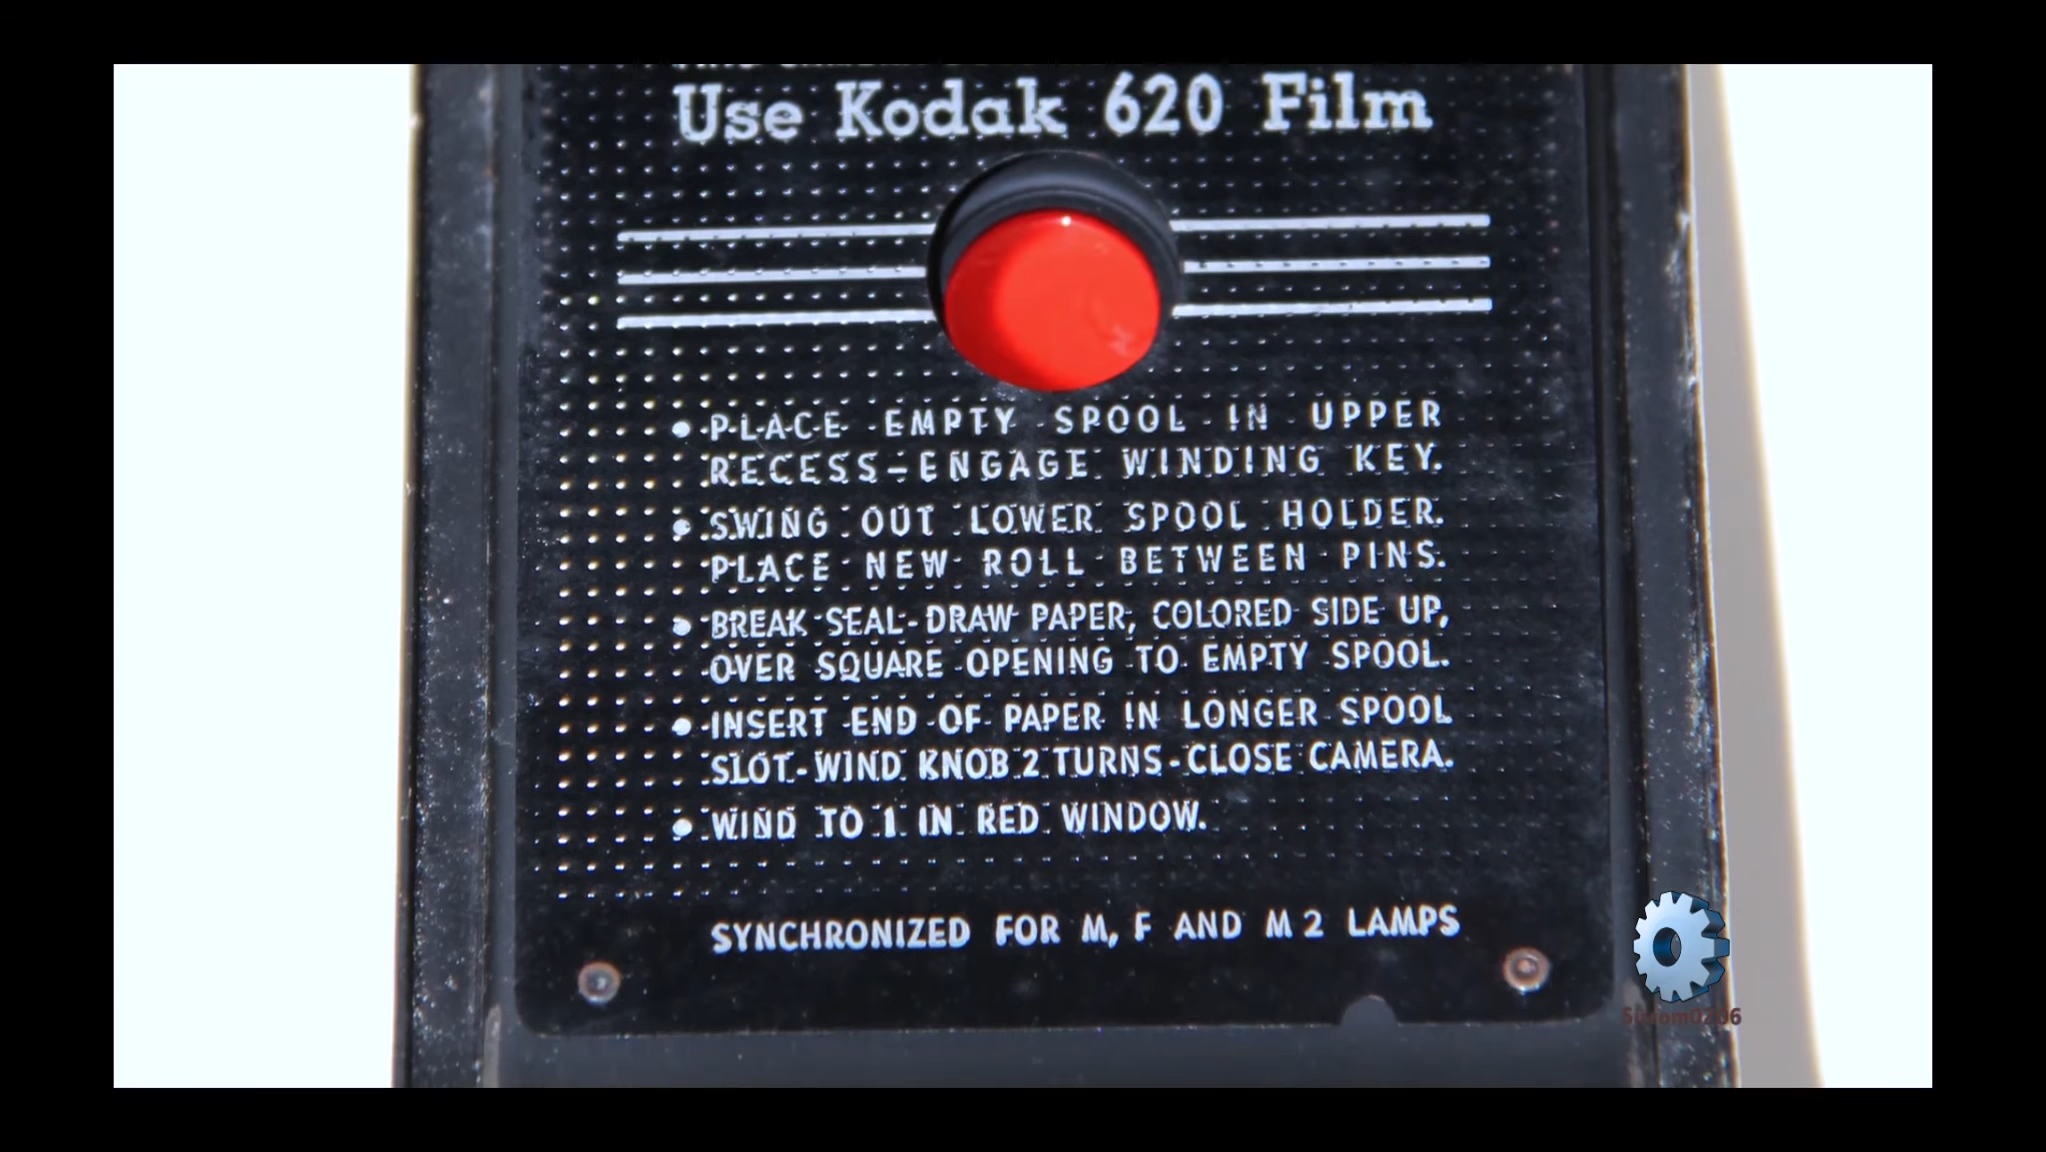 Use Kodak 620 Film
• PLACE EMPTY SPOOL IN UPPER
RECESS-ENGAGE WINDING KEY.
• SWING OUT LOWER SPOOL HOLDER.
PLACE NEW ROLL BETWEEN PINS.
• BREAK SEAL-DRAW PAPER, COLORED SIDE UP,
OVER SQUARE OPENING TO EMPTY SPOOL.
• INSERT END OF PAPER IN LONGER SPOOL
SLOT-WIND KNOB 2 TURNS-CLOSE CAMERA.
• WIND TO 1 IN RED WINDOW.
SYNCHRONIZED FOR M, F AND M2 LAMPS